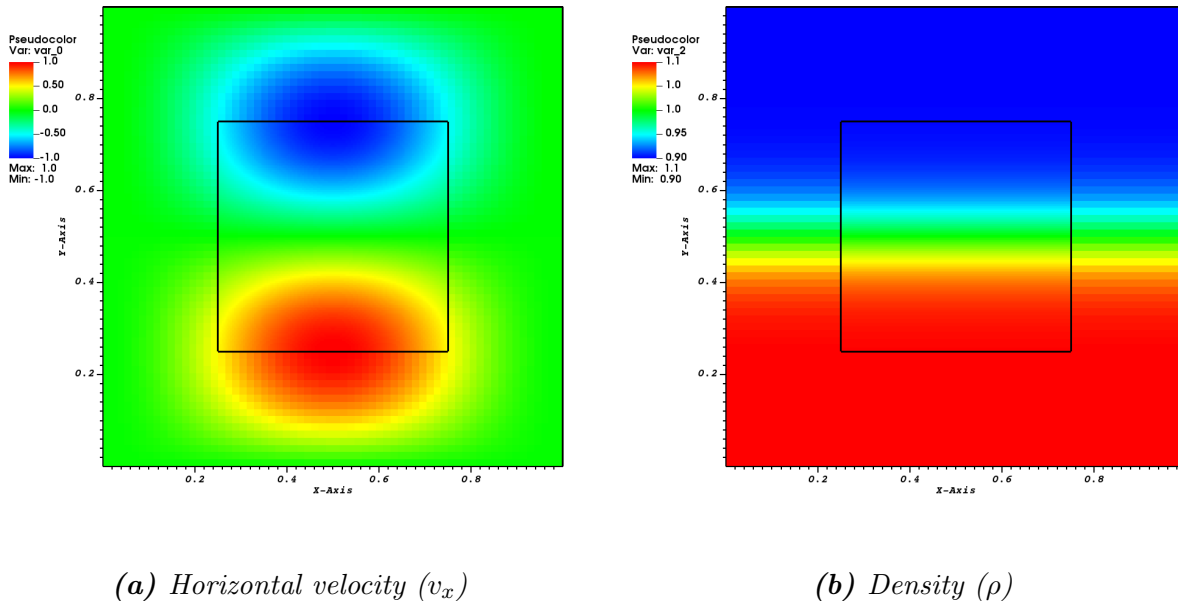 Pseudocolor
Var: var_0
1.0
0.50
0.0
-0.50
-1.0
Max: 1.0
Min: -1.0
0.8
0.6
0.4
0.2
Y-Axis
0.2 0.4 0.6 0.8
X-Axis
Pseudocolor
Var: var_2
1.1
1.0
1.0
0.95
0.90
Max: 1.1
Min: 0.90
0.8
0.6
0.4
0.2
Y-Axis
0.2 0.4 0.6 0.8
X-Axis
(a) Horizontal velocity (vₓ)
(b) Density (ρ)